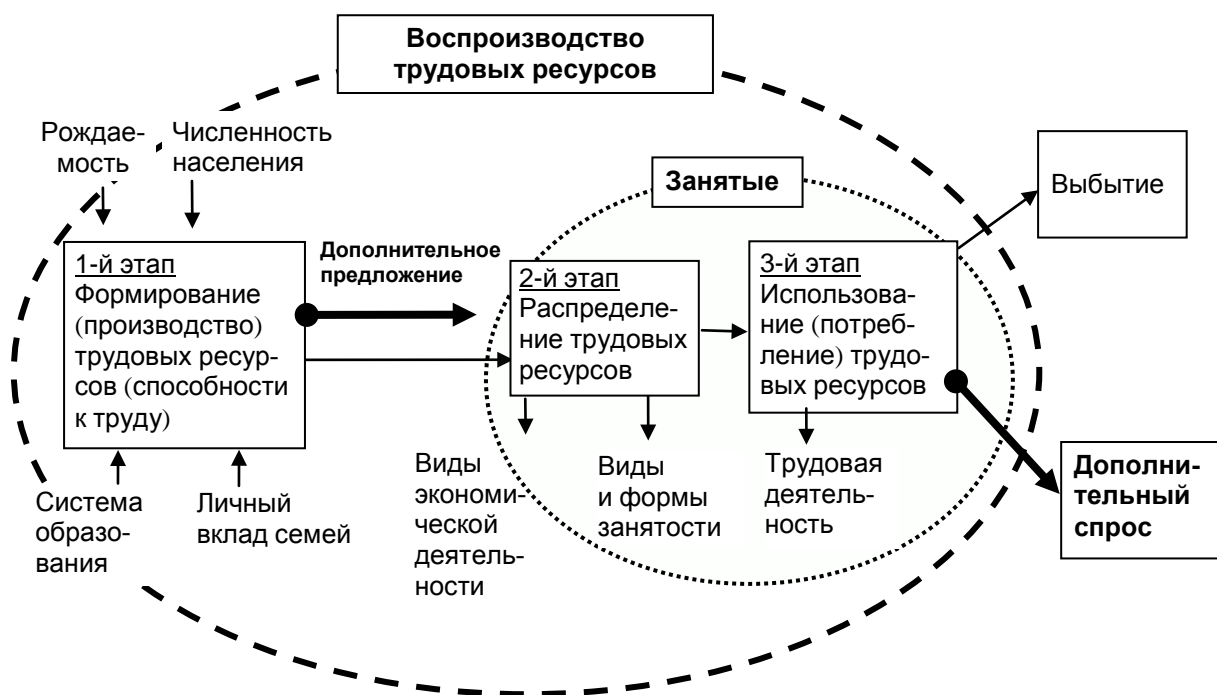 Воспроизводство
трудовых ресурсов
Рождае-
мость
Численность
населения
Занятые
Выбытие
1-й этап
Формирование
(производство)
трудовых ресур-
сов (способности
к труду)
Дополнительное
предложение
2-й этап
Распределе-
ние трудовых
ресурсов
3-й этап
Использова-
ние (потреб-
ление) трудо-
вых ресурсов
Система
образо-
вания
Личный
вклад семей
Виды
экономи-
ческой
деятель-
ности
Виды
и формы
занятости
Трудовая
деятель-
ность
Дополни-
тельный
спрос